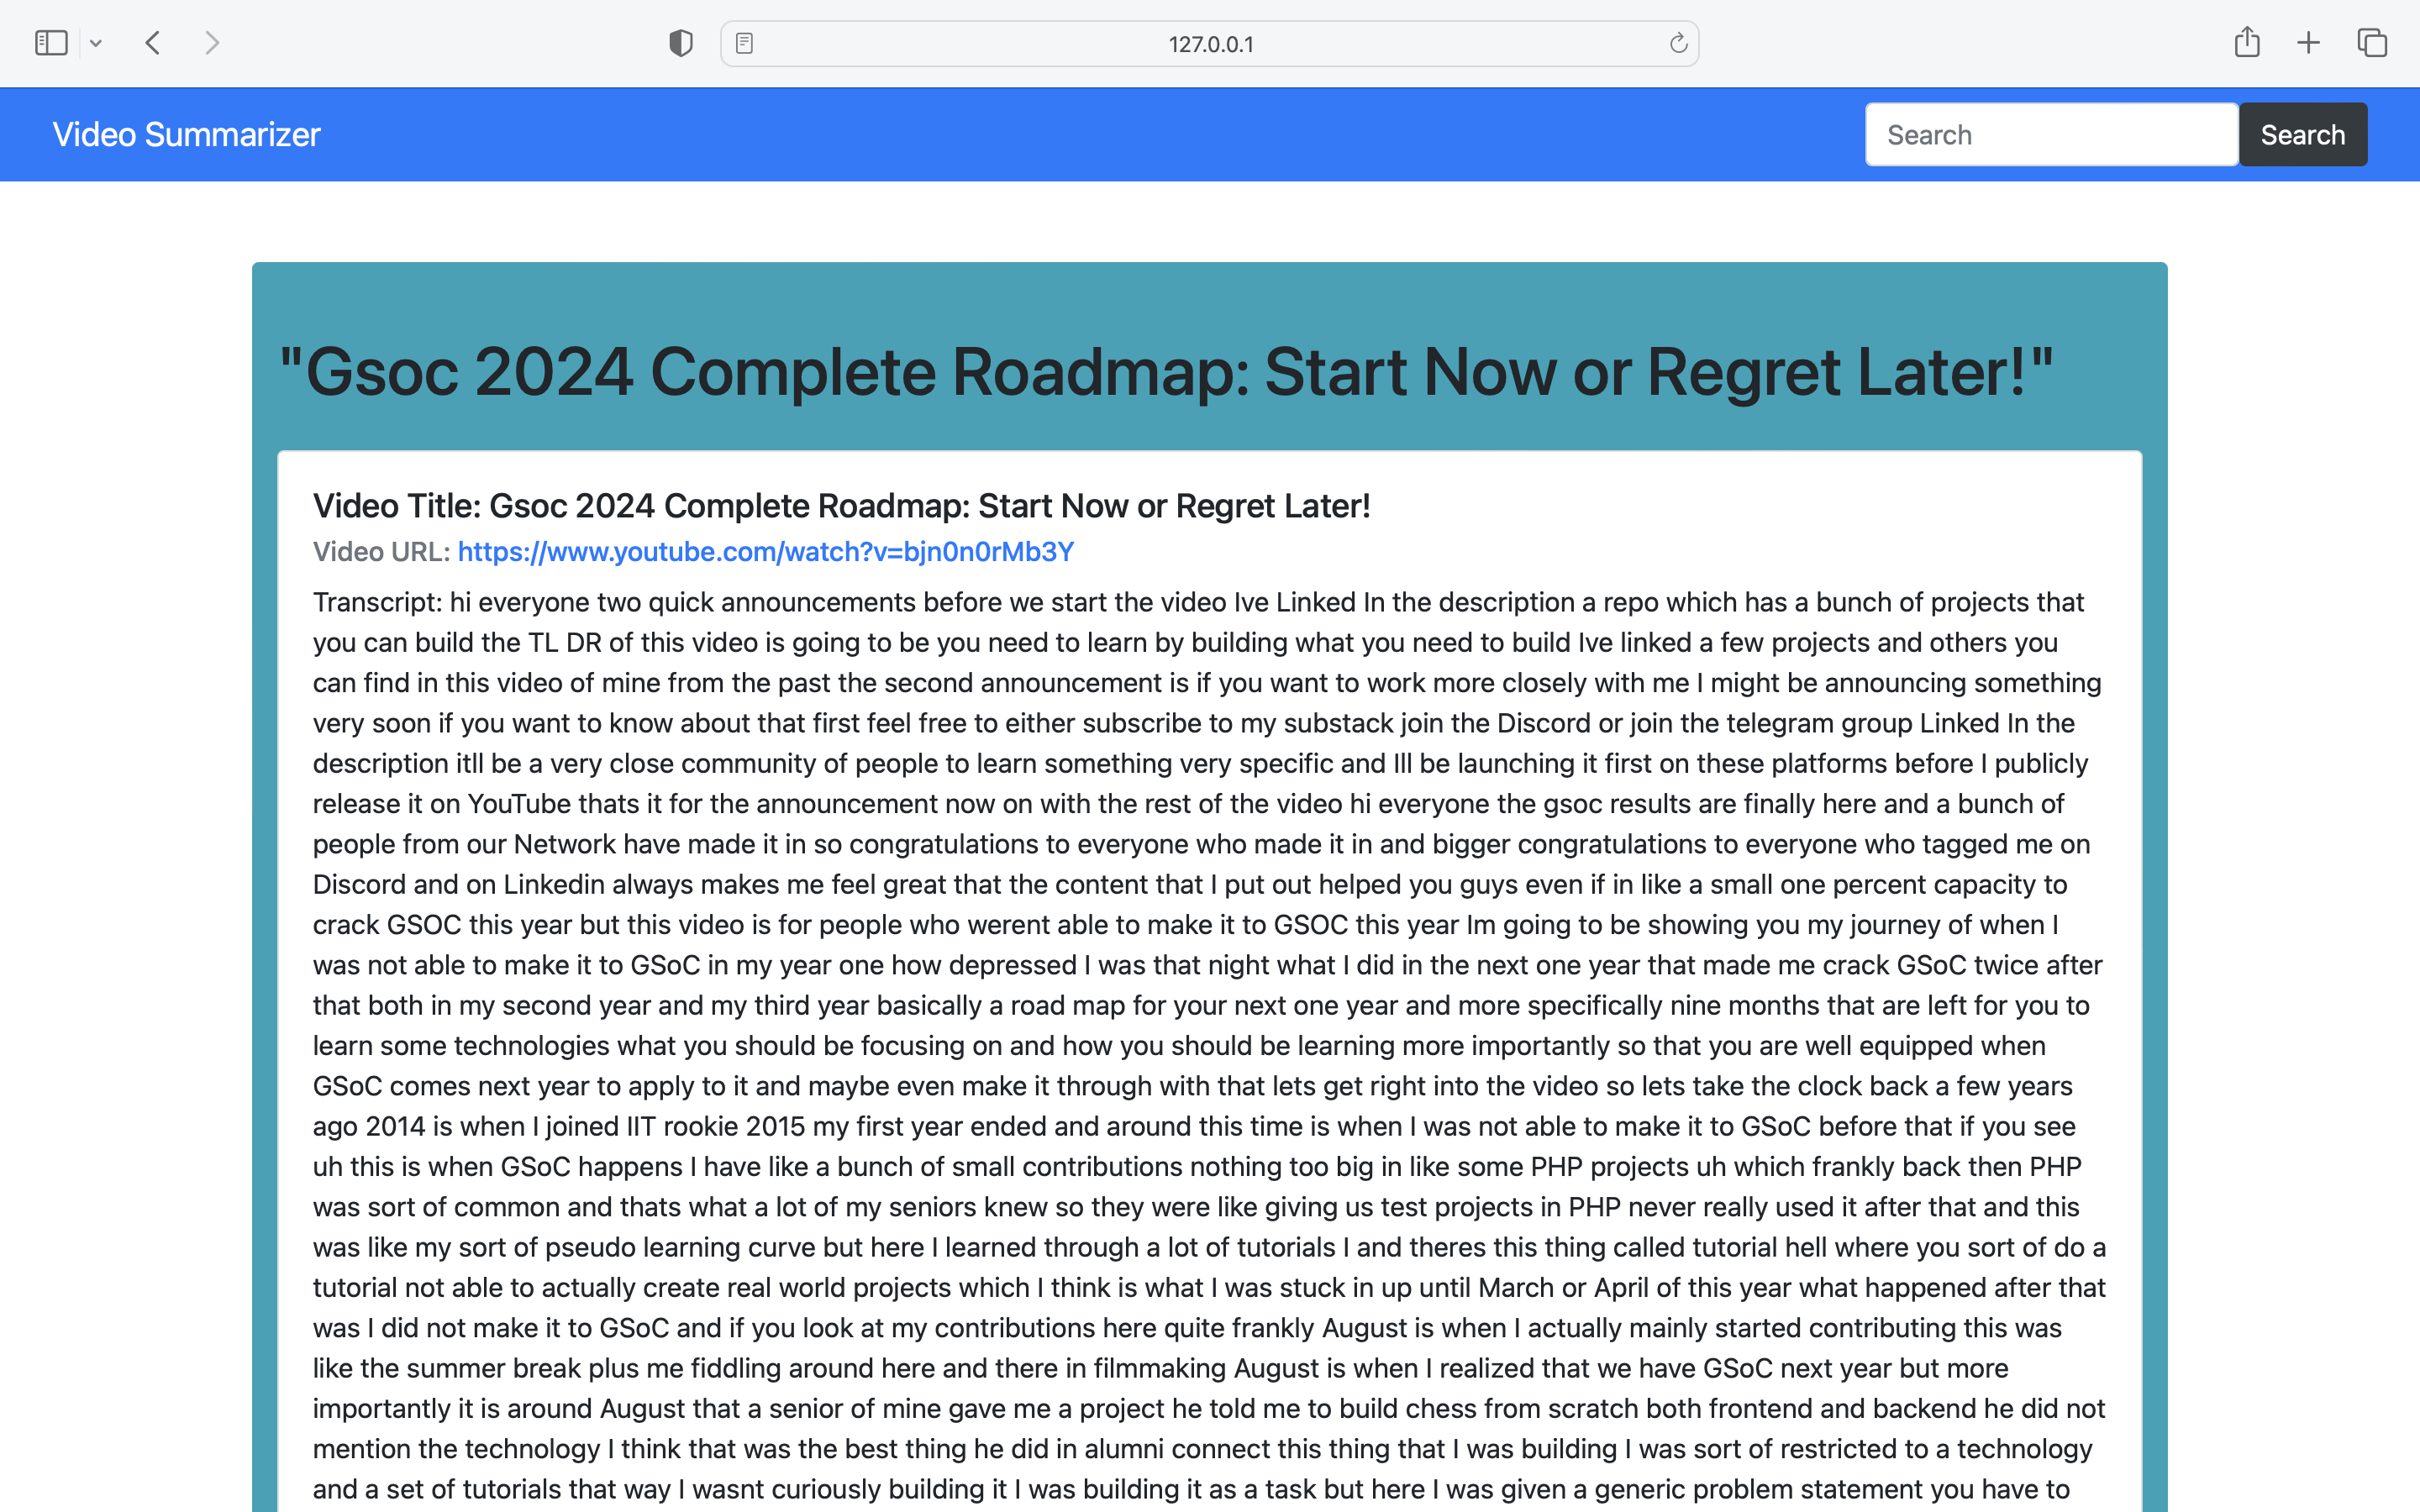 127.0.0.1
Video Summarizer
Search
Search
"Gsoc 2024 Complete Roadmap: Start Now or Regret Later!"
Video Title: Gsoc 2024 Complete Roadmap: Start Now or Regret Later!
Video URL: https://www.youtube.com/watch?v=bjn0n0rMb3Y
Transcript: hi everyone two quick announcements before we start the video Ive Linked In the description a repo which has a bunch of projects that
you can build the TL DR of this video is going to be you need to learn by building what you need to build Ive linked a few projects and others you
can find in this video of mine from the past the second announcement is if you want to work more closely with me I might be announcing something
very soon if you want to know about that first feel free to either subscribe to my substack join the Discord or join the telegram group Linked In the
description itll be a very close community of people to learn something very specific and Ill be launching it first on these platforms before I publicly
release it on YouTube thats it for the announcement now on with the rest of the video hi everyone the gsoc results are finally here and a bunch of
people from our Network have made it in so congratulations to everyone who made it in and bigger congratulations to everyone who tagged me on
Discord and on Linkedin always makes me feel great that the content that I put out helped you guys even if in like a small one percent capacity to
crack GSOC this year but this video is for people who werent able to make it to GSOC this year Im going to be showing you my journey of when I
was not able to make it to GSoC in my year one how depressed I was that night what I did in the next one year that made me crack GSoC twice after
that both in my second year and my third year basically a road map for your next one year and more specifically nine months that are left for you to
learn some technologies what you should be focusing on and how you should be learning more importantly so that you are well equipped when
GSoC comes next year to apply to it and maybe even make it through with that lets get right into the video so lets take the clock back a few years
ago 2014 is when I joined IIT rookie 2015 my first year ended and around this time is when I was not able to make it to GSoC before that if you see
uh this is when GSoC happens I have like a bunch of small contributions nothing too big in like some PHP projects uh which frankly back then PHP
was sort of common and thats what a lot of my seniors knew so they were like giving us test projects in PHP never really used it after that and this
was like my sort of pseudo learning curve but here I learned through a lot of tutorials I and theres this thing called tutorial hell where you sort of do a
tutorial not able to actually create real world projects which I think is what I was stuck in up until March or April of this year what happened after that
was I did not make it to GSoC and if you look at my contributions here quite frankly August is when I actually mainly started contributing this was
like the summer break plus me fiddling around here and there in filmmaking August is when I realized that we have GSoC next year but more
importantly it is around August that a senior of mine gave me a project he told me to build chess from scratch both frontend and backend he did not
mention the technology I think that was the best thing he did in alumni connect this thing that I was building I was sort of restricted to a technology
and a set of tutorials that way I wasnt curiously building it I was building it as a task but here I was given a generic problem statement you have to